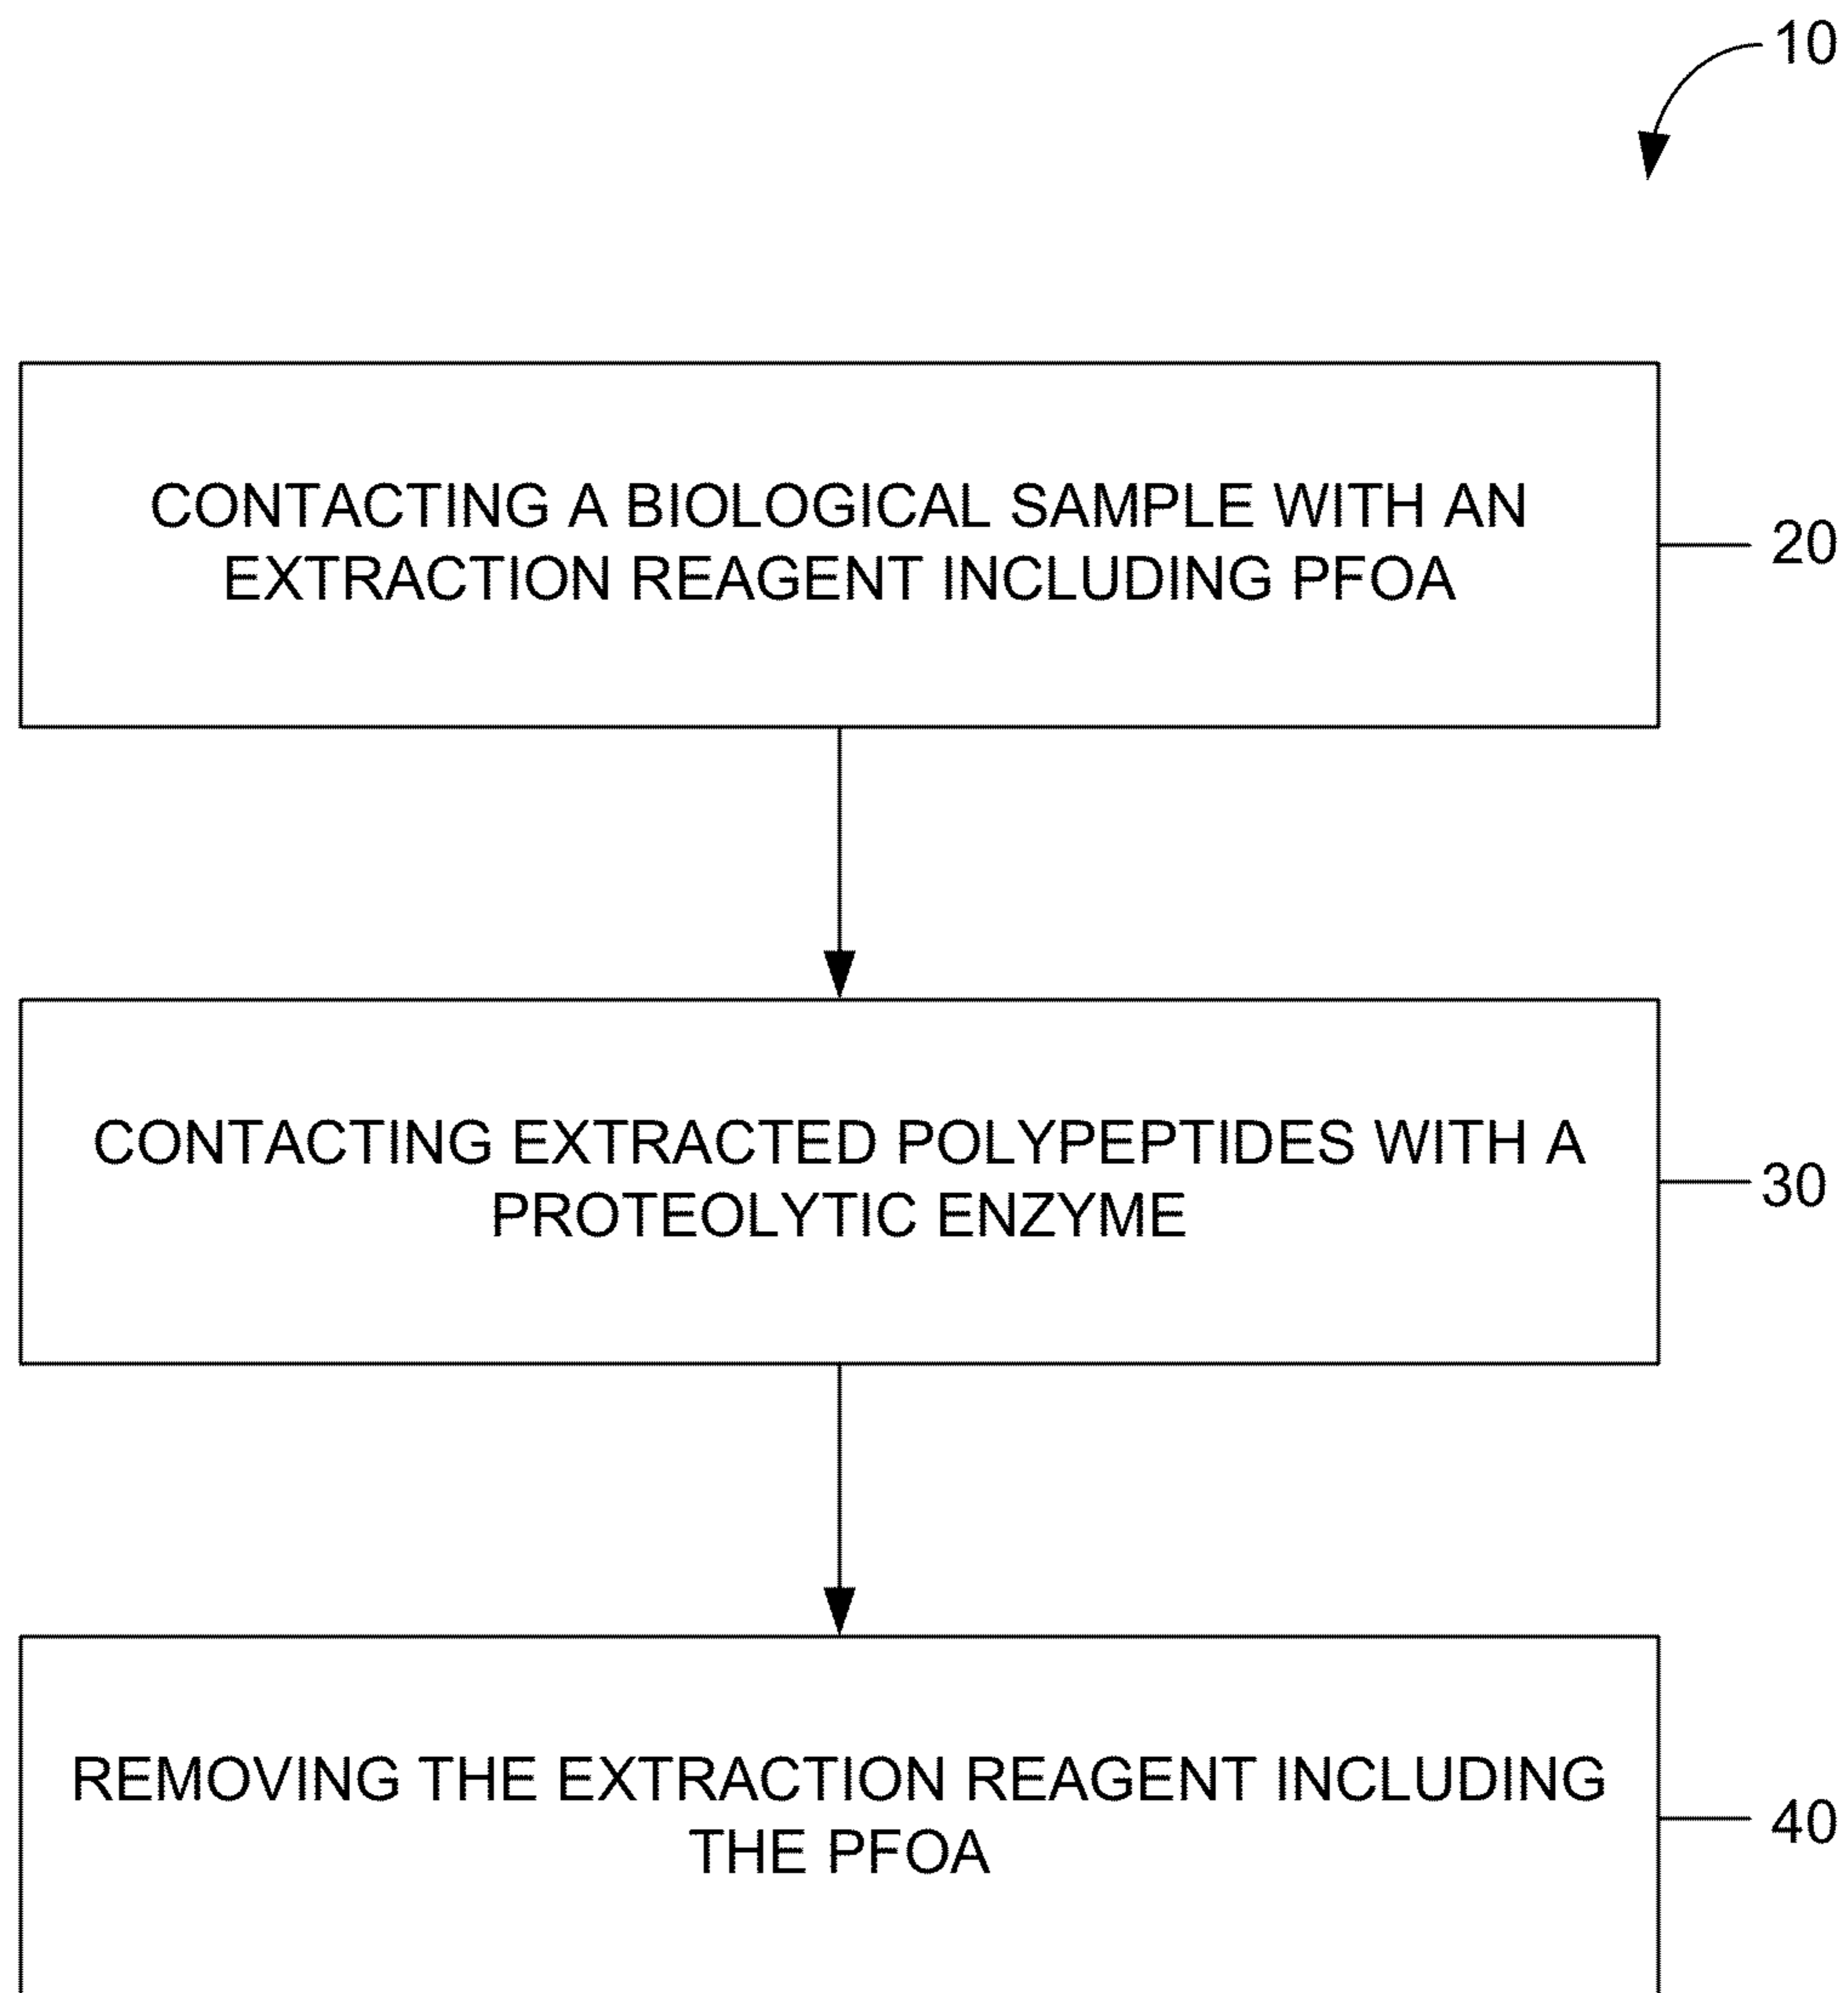 10
CONTACTING A BIOLOGICAL SAMPLE WITH AN
EXTRACTION REAGENT INCLUDING PFOA
20
CONTACTING EXTRACTED POLYPEPTIDES WITH A
PROTEOLYTIC ENZYME
30
REMOVING THE EXTRACTION REAGENT INCLUDING
THE PFOA
40